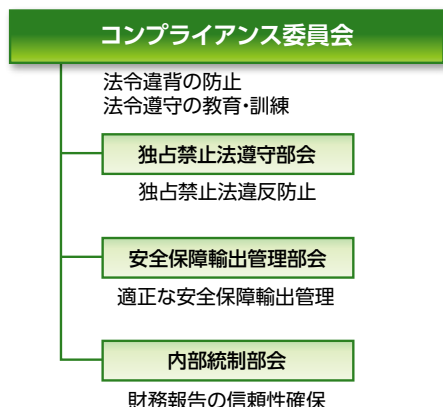 コンプライアンス委員会
法令違背の防止
法令遵守の教育・訓練
独占禁止法遵守部会
独占禁止法違反防止
安全保障輸出管理部会
適正な安全保障輸出管理
内部統制部会
財務報告の信頼性確保